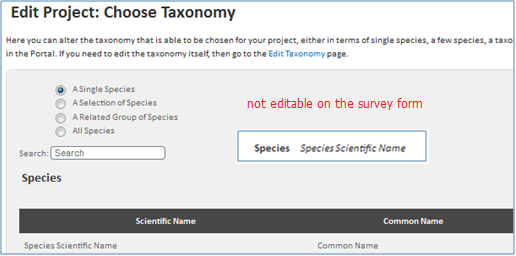 Edit Project: Choose Taxonomy
Here you can alter the taxonomy that is able to be chosen for your project, either in terms of single species, a few species, a taxo
in the Portal. If you need to edit the taxonomy itself, then go to the Edit Taxonomy page.
A Single Species
A Selection of Species
A Related Group of Species
All Species
not editable on the survey form
Species Species Scientific Name
Search: Search
Species
Scientific Name Common Name
Species Scientific Name Common Name